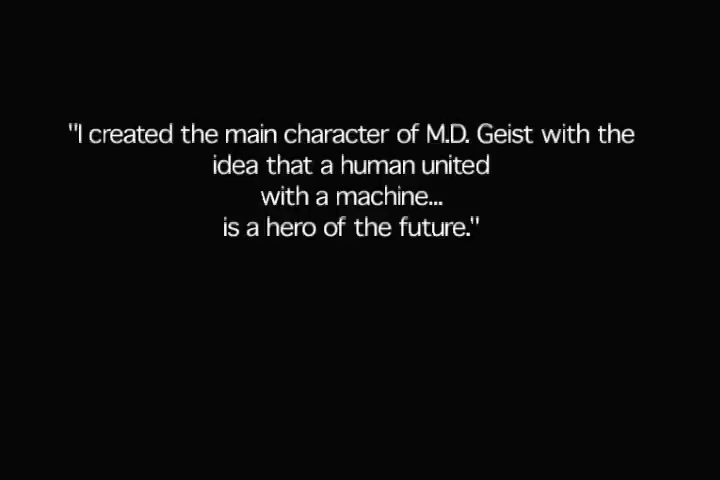 "I created the main character of M.D. Geist with the
idea that a human united
with a machine...
is a hero of the future."